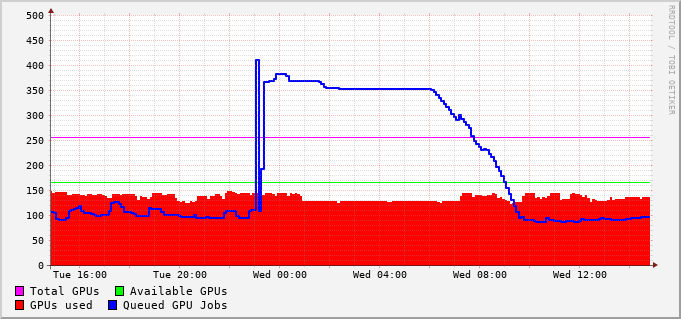 500
450
400
350
300
250
200
150
100
50
0
Tue 16:00 Tue 20:00 Wed 00:00 Wed 04:00 Wed 08:00 Wed 12:00
Total GPUs Available GPUs
GPUs used Queued GPU Jobs
RRDTOOL / TOBI OETIKER